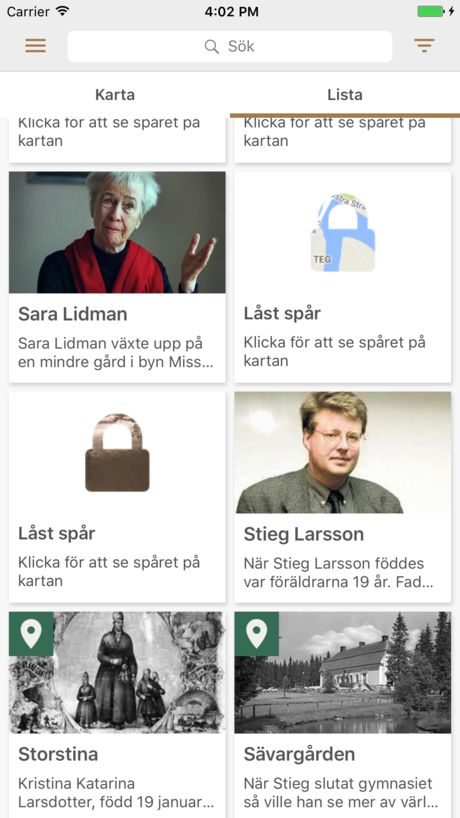 Carrier 4:02 PM
Sök
Karta Lista
Klicka för att se spåret på
kartan
Klicka för att se spåret på
kartan
Sara Lidman
Sara Lidman växte upp på
en mindre gård i byn Miss...
TEG
Låst spår
Klicka för att se spåret på
kartan
Låst spår
Klicka för att se spåret på
kartan
Stieg Larsson
När Stieg Larsson föddes
var föräldrarna 19 år. Fad...
Storstina
Kristina Katarina
Larsdotter, född 19 januar...
Sävargården
När Stieg slutat gymnasiet
så ville han se mer av värl...